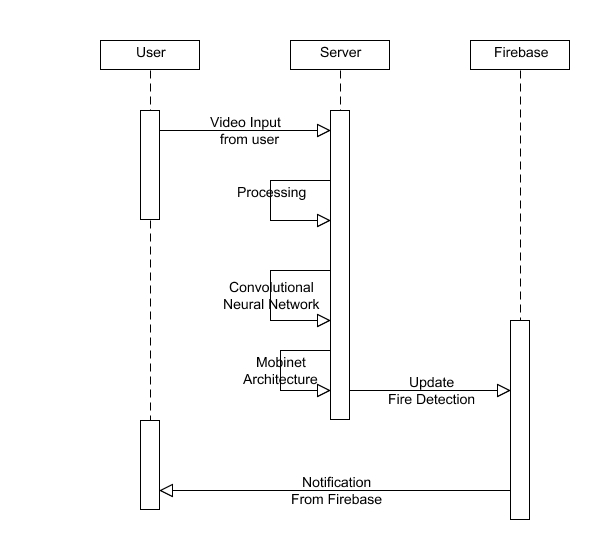 User
Server
Firebase
Video Input
from user
Processing
Convolutional
Neural Network
Mobinet
Architecture
Update
Fire Detection
Notification
From Firebase